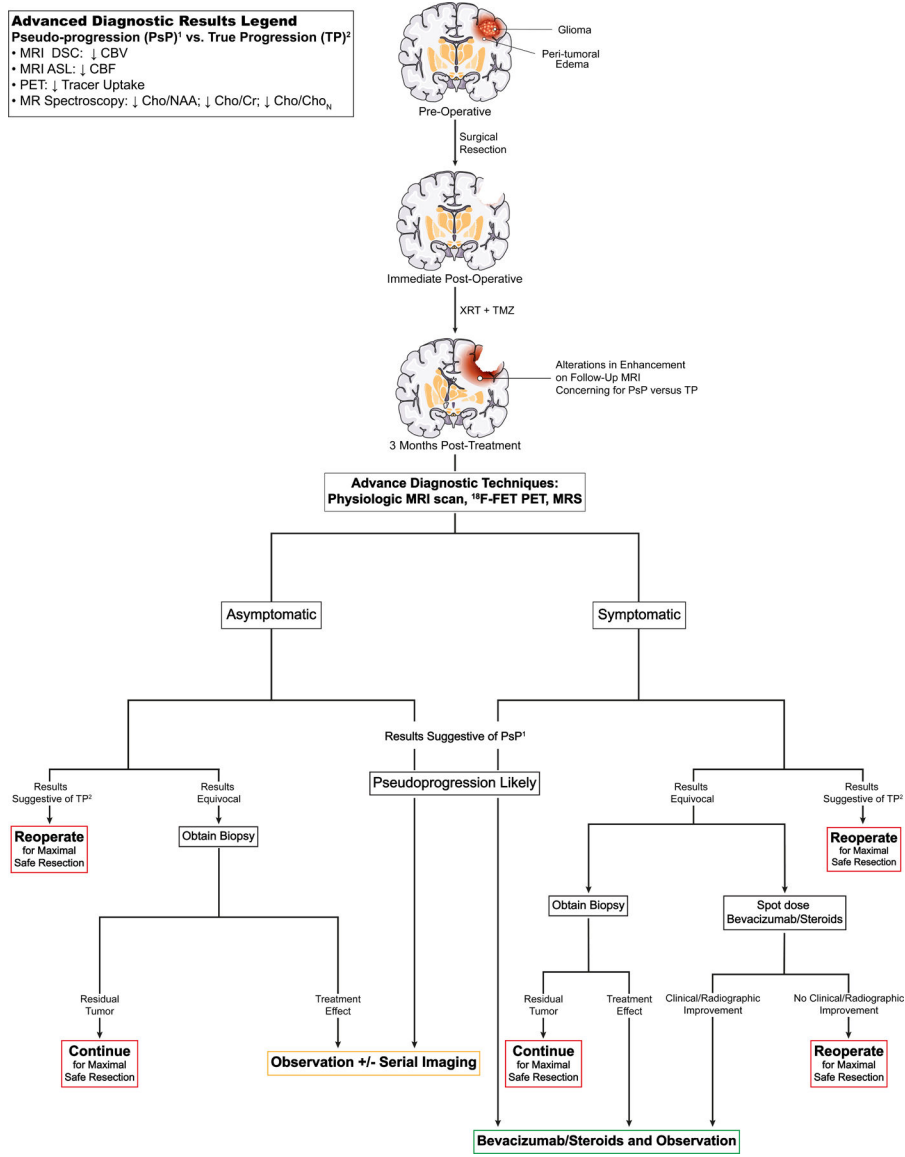 Advanced Diagnostic Results Legend
Pseudo-progression (PsP)¹ vs. True Progression (TP)²
• MRI DSC: ↓ CBV
• MRI ASL: ↓ CBF
• PET: ↓ Tracer Uptake
• MR Spectroscopy: ↓ Cho/NAA; ↓ Cho/Cr; ↓ Cho/Cho_N
Glioma
Peri-tumoral
Edema
Pre-Operative
Surgical
Resection
Immediate Post-Operative
XRT + TMZ
Alterations in Enhancement
on Follow-Up MRI
Concerning for PsP versus TP
3 Months Post-Treatment
Advance Diagnostic Techniques:
Physiologic MRI scan, ¹⁸F-FET PET, MRS
Asymptomatic
Symptomatic
Results Suggestive of PsP¹
Pseudoprogression Likely
Results
Suggestive of TP²
Results
Equivocal
Results
Equivocal
Results
Suggestive of TP²
Reoperate
for Maximal
Safe Resection
Obtain Biopsy
Reoperate
for Maximal
Safe Resection
Obtain Biopsy
Spot dose
Bevacizumab/Steroids
Residual
Tumor
Treatment
Effect
Residual
Tumor
Treatment
Effect
Clinical/Radiographic
Improvement
No Clinical/Radiographic
Improvement
Continue
for Maximal
Safe Resection
Observation +/- Serial Imaging
Continue
for Maximal
Safe Resection
Reoperate
for Maximal
Safe Resection
Bevacizumab/Steroids and Observation